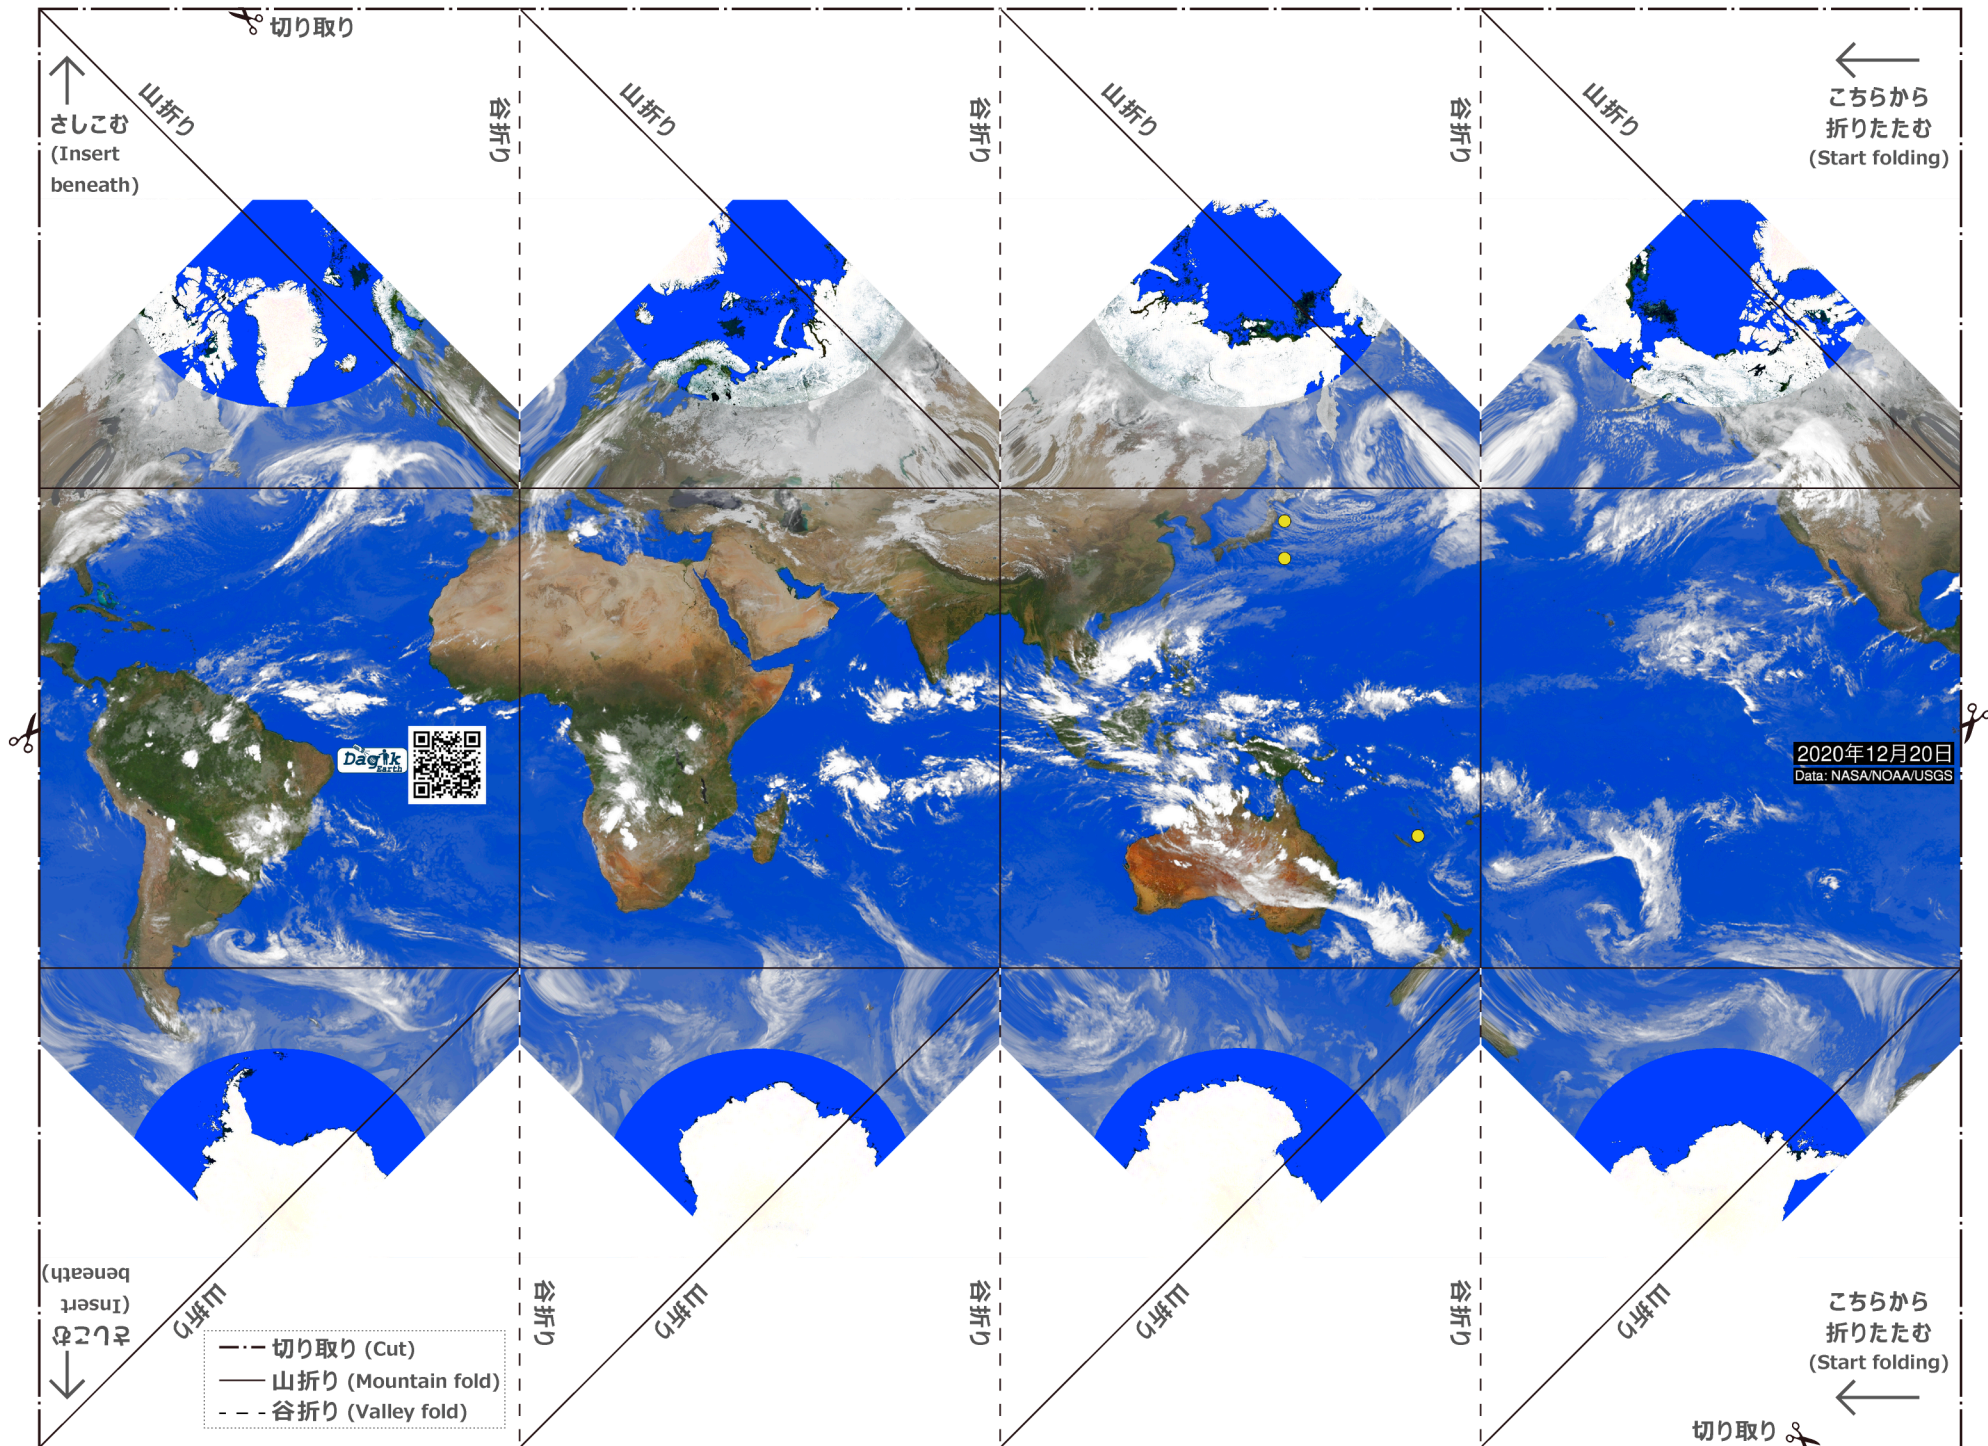 切り取り
さしこむ
(Insert
beneath)
山折り
谷折り
山折り
谷折り
山折り
谷折り
山折り
こちらから
折りたたむ
(Start folding)
Dagik
Earth
2020年12月20日
Data: NASA/NOAA/USGS
さしこむ
(Insert
beneath)
山折り
谷折り
山折り
谷折り
山折り
谷折り
山折り
こちらから
折りたたむ
(Start folding)
切り取り (Cut)
山折り (Mountain fold)
谷折り (Valley fold)
切り取り